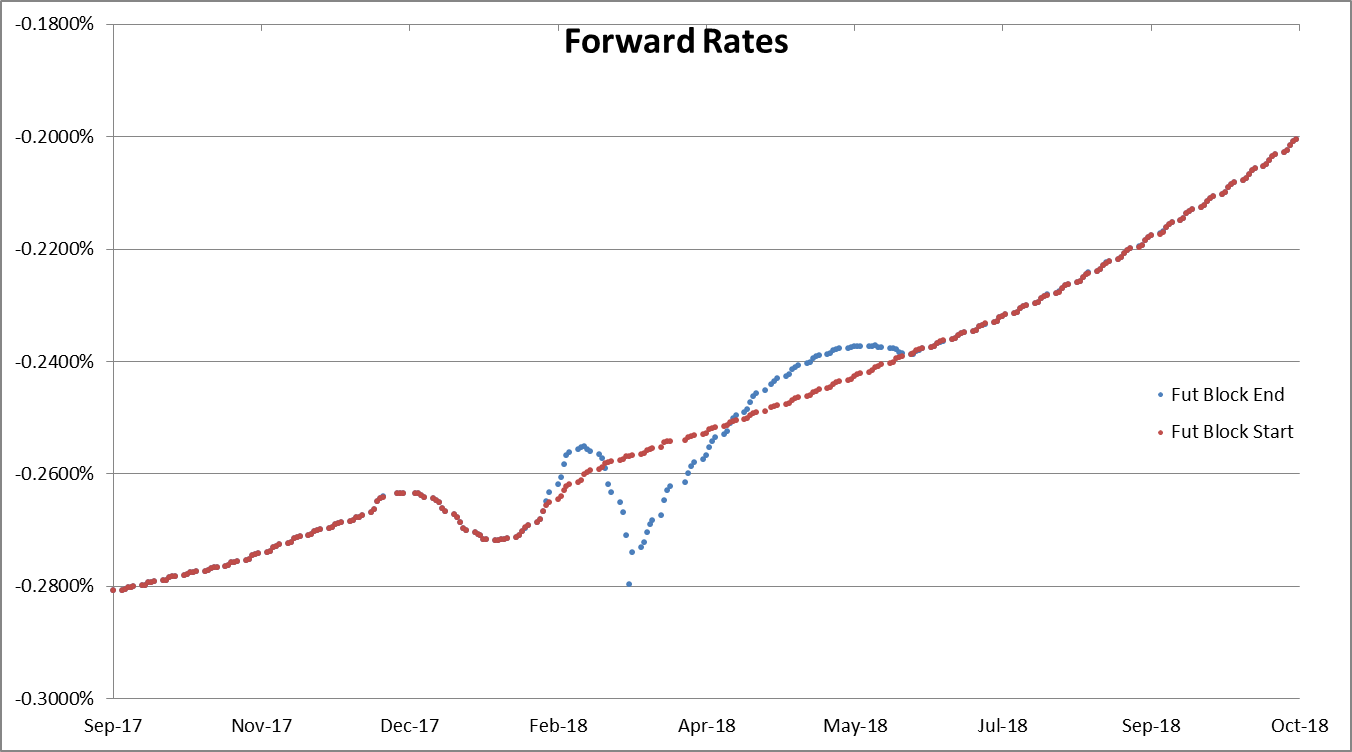 Forward Rates
-0.1800%
-0.2000%
-0.2200%
-0.2400%
-0.2600%
-0.2800%
-0.3000%
Sep-17 Nov-17 Dec-17 Feb-18 Apr-18 May-18 Jul-18 Sep-18 Oct-18
Fut Block End
Fut Block Start